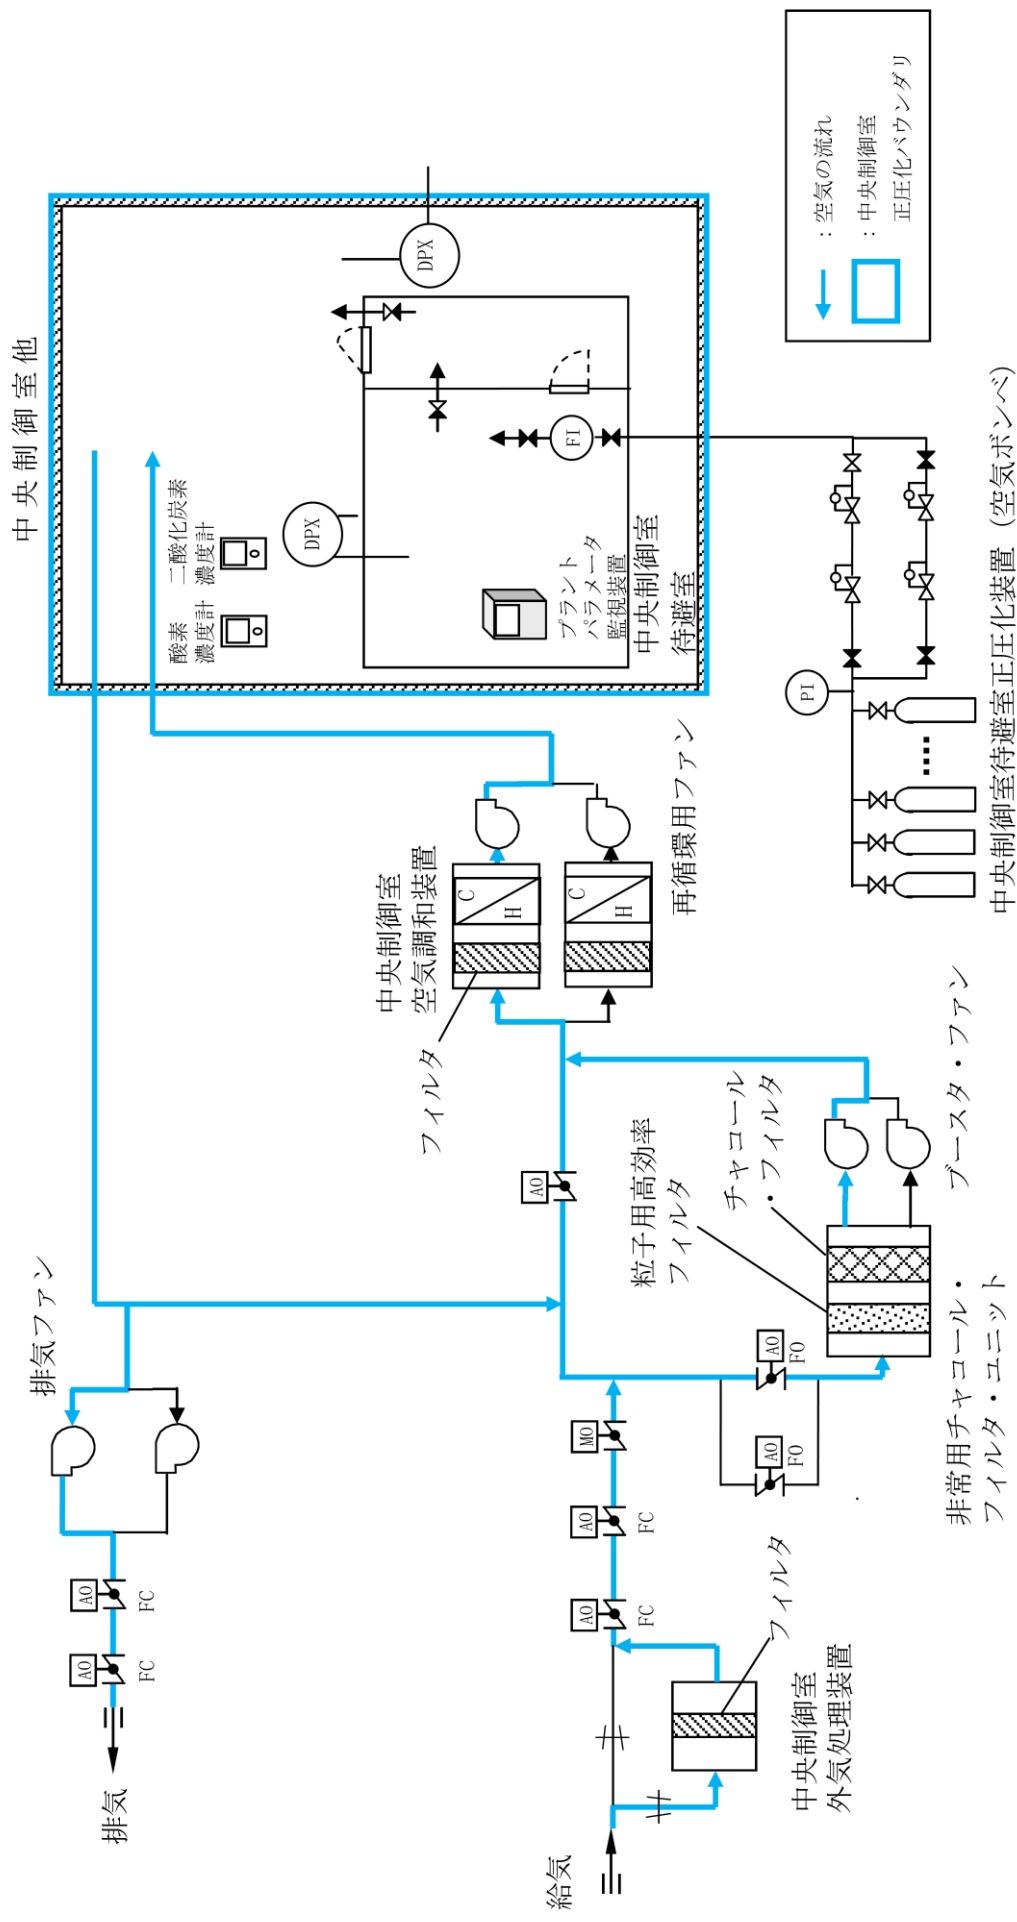 中央制御室他
酸素
濃度計
二酸化炭素
濃度計
DPX
DPX
プラント
パラメータ
監視装置
中央制御室
待避室
FI
PI
中央制御室待避室正圧化装置（空気ボンベ）
：空気の流れ
：中央制御室
正圧化バウンダリ
排気
AO
FC
AO
FC
排気ファン
中央制御室
空気調和装置
フィルタ
C
H
C
H
再循環用ファン
AO
給気
中央制御室
外気処理装置
フィルタ
AO
FC
AO
FC
MO
AO
FO
AO
FO
粒子用高効率
フィルタ
チャコール
・フィルタ
ブースタ・ファン
非常用チャコール・
フィルタ・ユニット